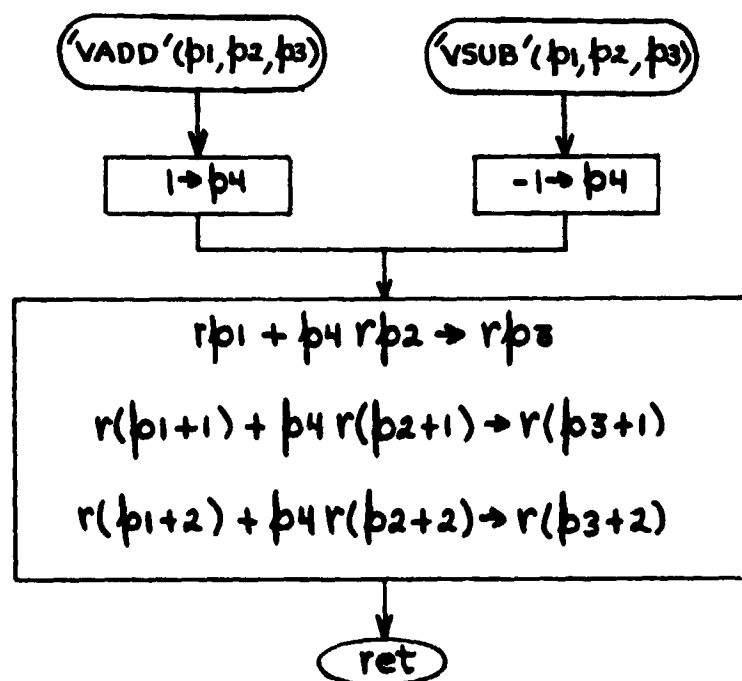 'VADD'(p1,p2,p3)
'VSUB'(p1,p2,p3)
1→p4
-1→p4
rp1 + p4 rp2 → rp3
r(p1+1) + p4 r(p2+1) → r(p3+1)
r(p1+2) + p4 r(p2+2) → r(p3+2)
ret